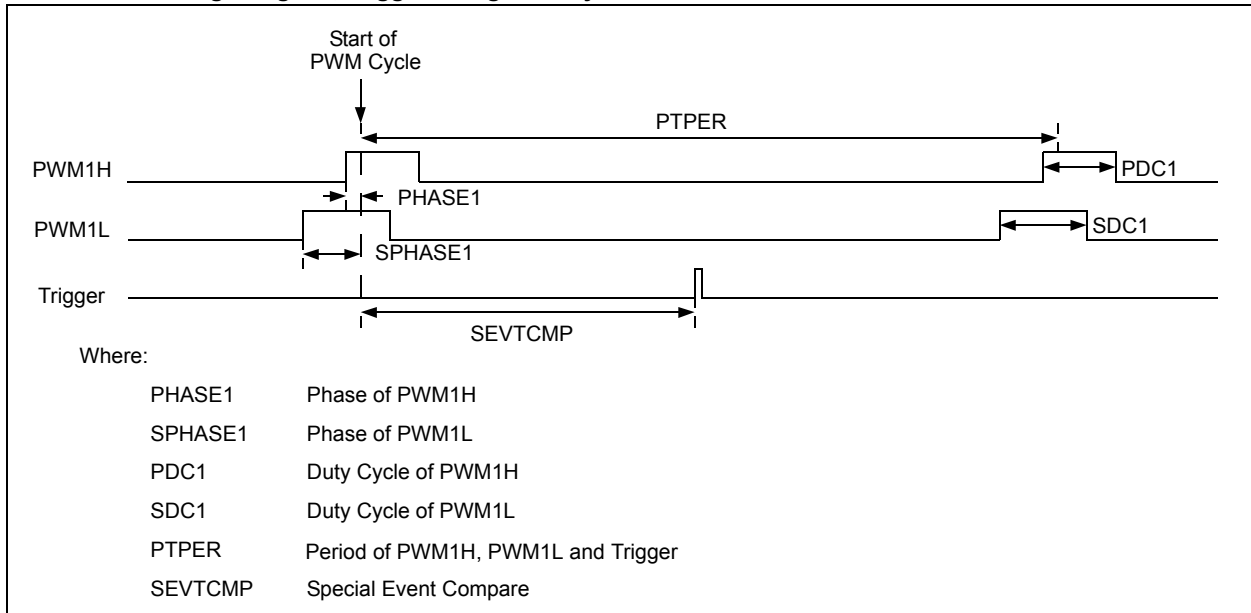 Start of
PWM Cycle
PTPER
PWM1H
PDC1
PHASE1
PWM1L
SDC1
SPHASE1
Trigger
SEVTCMP
Where:
PHASE1 Phase of PWM1H
SPHASE1 Phase of PWM1L
PDC1 Duty Cycle of PWM1H
SDC1 Duty Cycle of PWM1L
PTPER Period of PWM1H, PWM1L and Trigger
SEVTCMP Special Event Compare